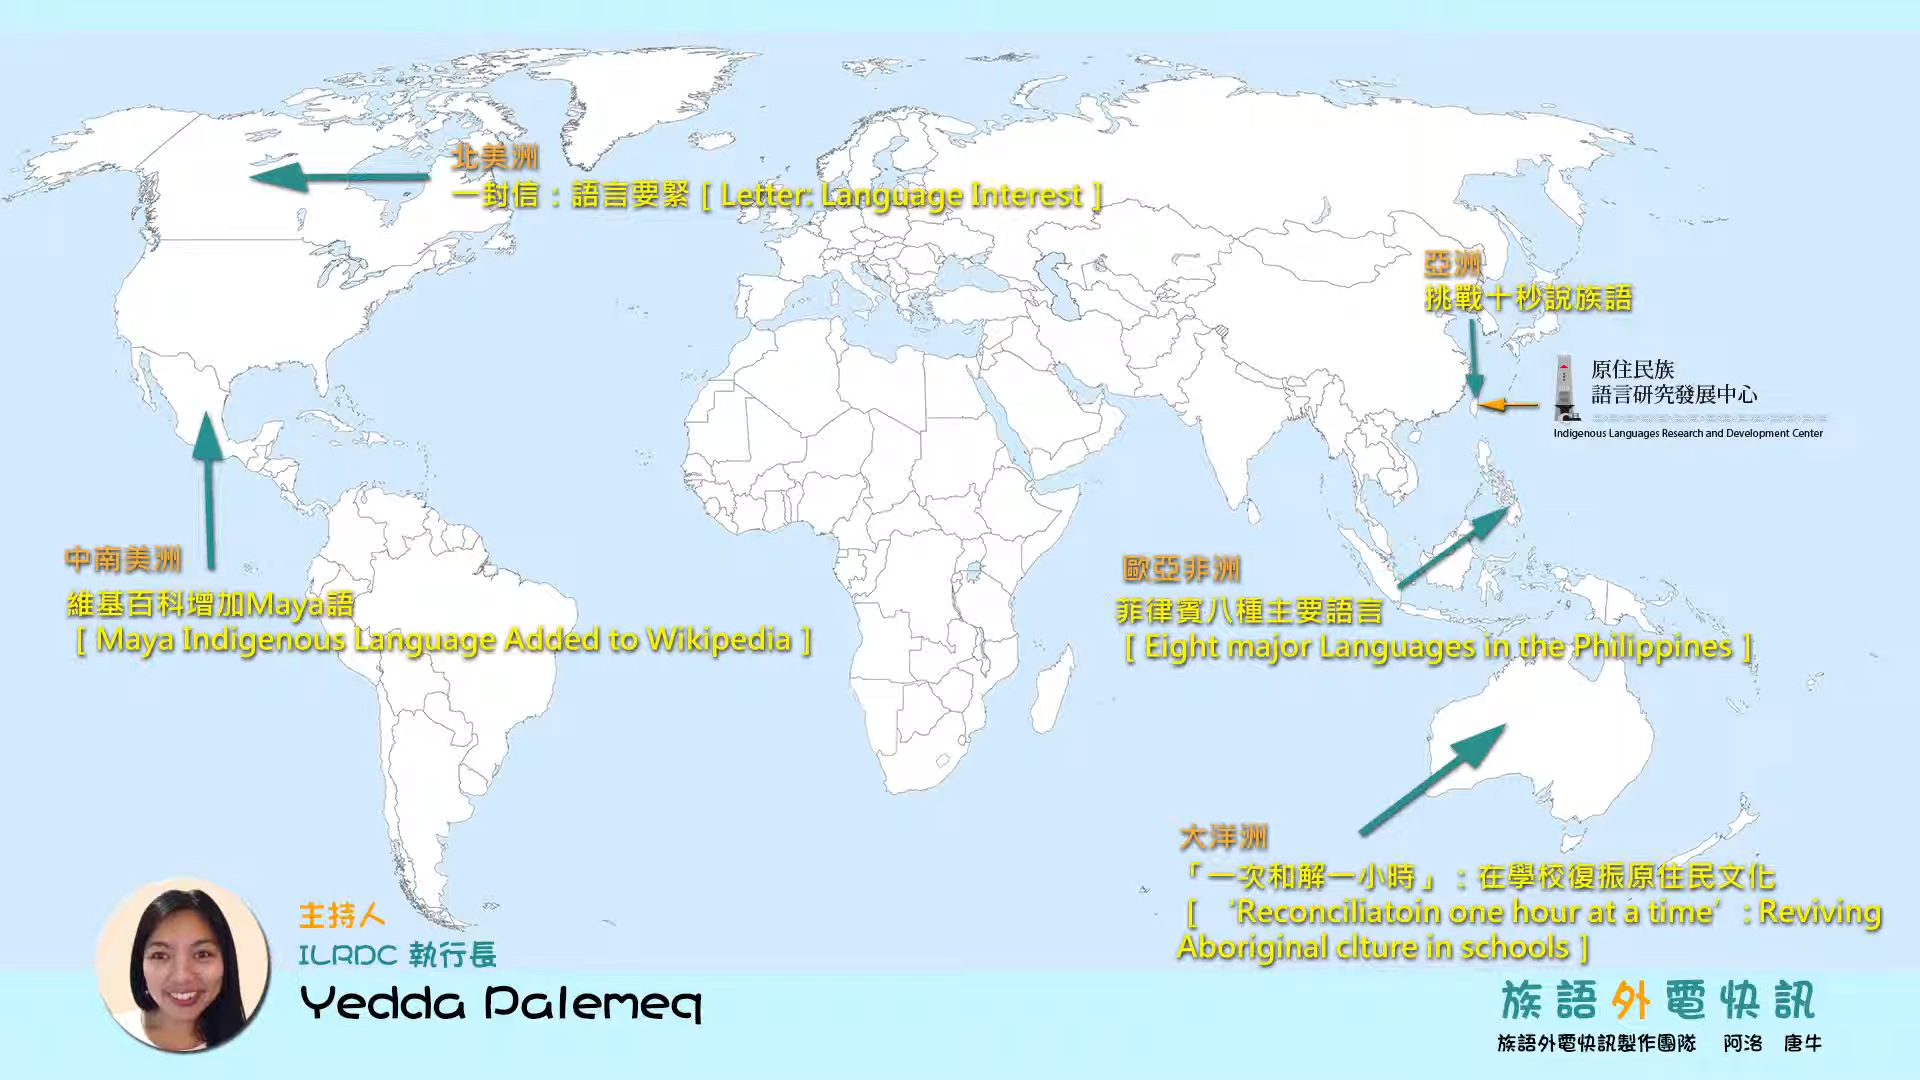 北美洲
一封信：語言要緊 [ Letter: Language Interest ]
亞洲
挑戰十秒說族語
原住民族
語言研究發展中心
Indigenous Languages Research and Development Center
中南美洲
維基百科增加Maya語
[ Maya Indigenous Language Added to Wikipedia ]
歐亞非洲
菲律賓八種主要語言
[ Eight major Languages in the Philippines ]
大洋洲
「一次和解一小時」：在學校復振原住民文化
[ ‘Reconciliatoin one hour at a time’ : Reviving
Aboriginal clture in schools ]
主持人
ILRDC 執行長
Yedda Palemeq
族語外電快訊
族語外電快訊製作團隊 阿洛 唐牛